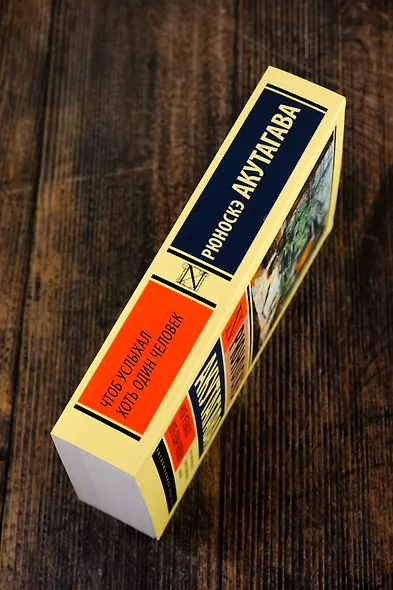 РЮНОСКЭ АКУТАГАВА
ЧТОБ УСЛЫХАЛ
ХОТЬ ОДИН ЧЕЛОВЕК